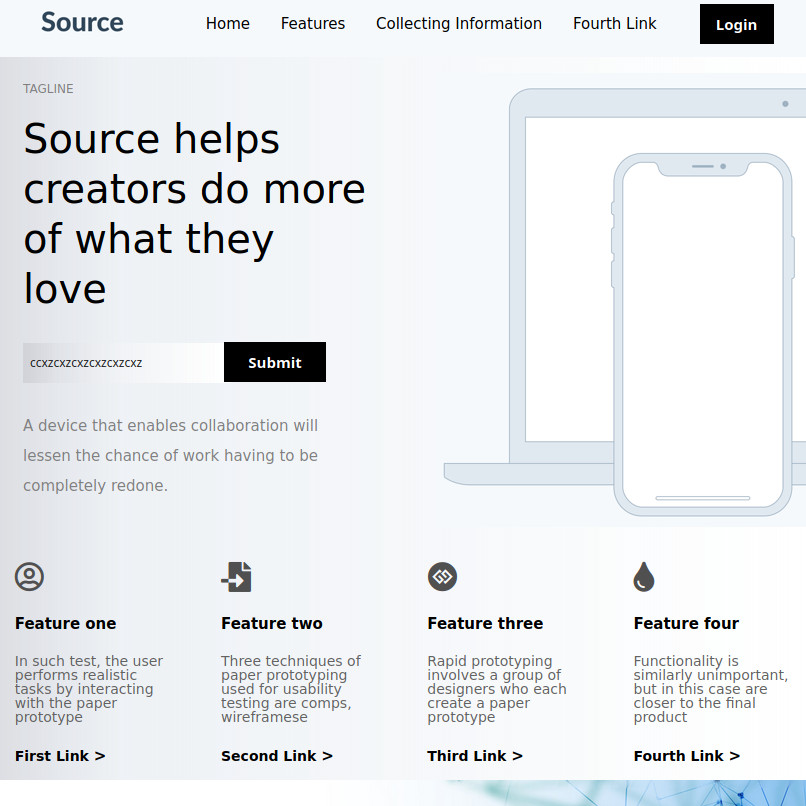 Source
Home Features Collecting Information Fourth Link Login
TAGLINE
Source helps
creators do more
of what they
love
ccxzcxzcxzcxzcxzcxz Submit
A device that enables collaboration will
lessen the chance of work having to be
completely redone.
Feature one
In such test, the user
performs realistic
tasks by interacting
with the paper
prototype
First Link >
Feature two
Three techniques of
paper prototyping
used for usability
testing are comps,
wireframese
Second Link >
Feature three
Rapid prototyping
involves a group of
designers who each
create a paper
prototype
Third Link >
Feature four
Functionality is
similarly unimportant,
but in this case are
closer to the final
product
Fourth Link >